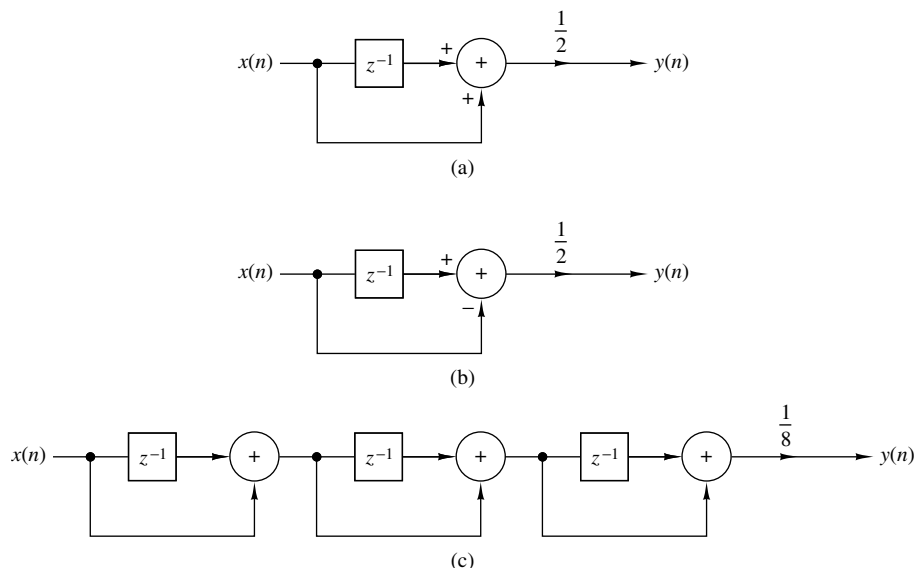 1/2
x(n) z⁻¹ + + y(n)
+
(a)
1/2
x(n) z⁻¹ + + y(n)
−
(b)
1/8
x(n) z⁻¹ + z⁻¹ + z⁻¹ + y(n)
(c)